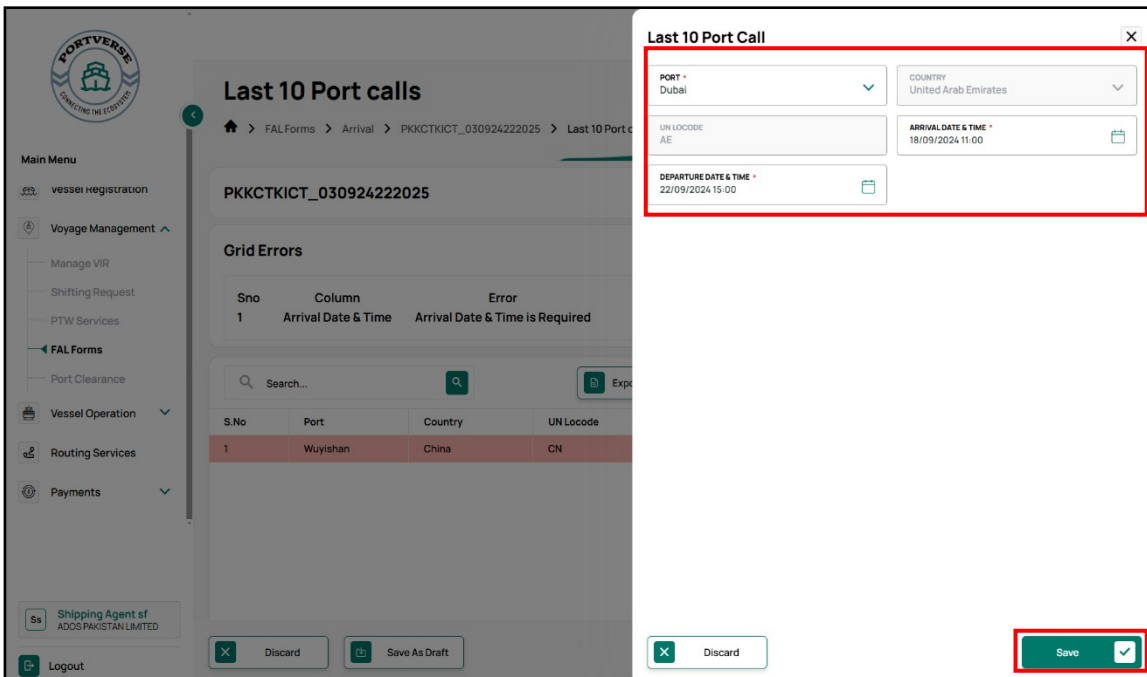 PORTVERSE
CONNECTING THE ECOSYSTEM
Main Menu
Vessel Registration
Voyage Management
Manage VIR
Shifting Request
PTW Services
FAL Forms
Port Clearance
Vessel Operation
Routing Services
Payments
Ss
Shipping Agent sf
ADOS PAKISTAN LIMITED
Logout
Last 10 Port calls
> FAL Forms > Arrival > PKKCTKICT_030924222025 > Last 10 Port c
PKKCTKICT_030924222025
Grid Errors
Sno Column Error
1 Arrival Date & Time Arrival Date & Time is Required
Search... Expo
S.No Port Country UN Locode
1 Wuyishan China CN
Discard Save As Draft
Last 10 Port Call
PORT * COUNTRY
Dubai United Arab Emirates
UN LOCODE ARRIVAL DATE & TIME *
AE 18/09/2024 11:00
DEPARTURE DATE & TIME *
22/09/2024 15:00
Discard Save